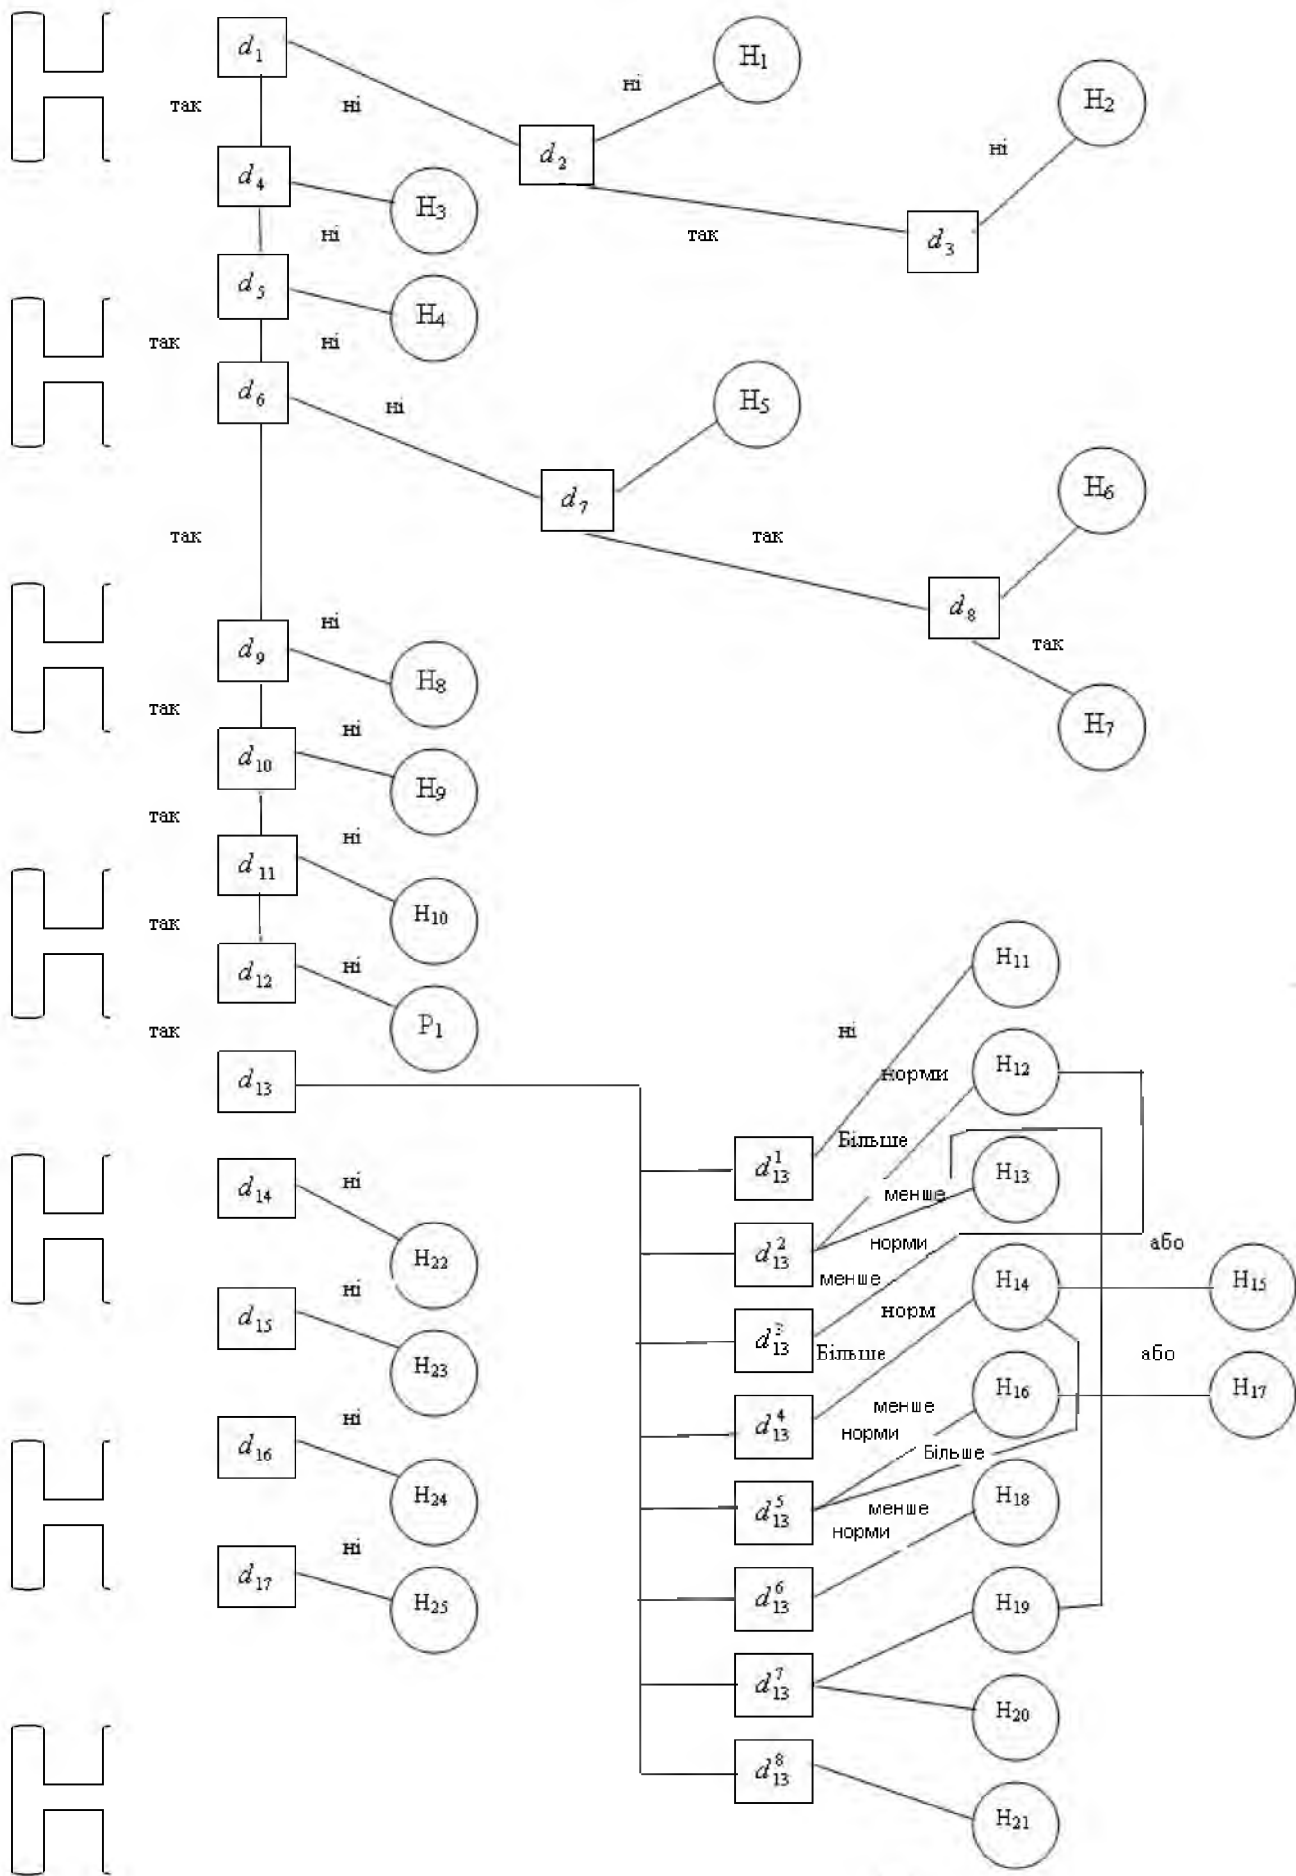 d1
H1
ні
H2
так
ні
ні
d2
d4
H3
ні
так
d3
d5
H4
так
ні
d6
ні
H5
d7
H6
так
так
d8
ні
так
d9
H8
так
ні
H7
d10
H9
так
ні
d11
H10
так
ні
d12
H11
P1
так
ні
H12
норми
d13
Більше
d13^1
H13
ні
d14
менше
норми
або
d13^2
H22
менше
H14
H15
ні
норм
d15
d13^3
Більше
або
H23
H16
H17
ні
менше
d16
d13^4
норми
Більше
H24
H18
d13^5
менше
норми
ні
d17
H25
d13^6
H19
d13^7
H20
d13^8
H21